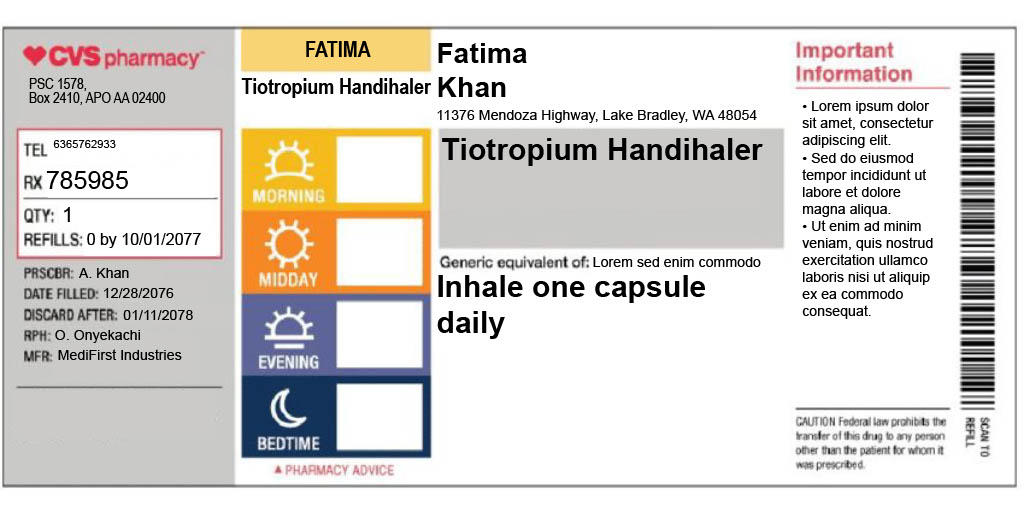 CVS pharmacy
PSC 1578,
Box 2410, APO AA 02400
TEL 6365762933
RX 785985
QTY: 1
REFILLS: 0 by 10/01/2077
PRSCBR: A. Khan
DATE FILLED: 12/28/2076
DISCARD AFTER: 01/11/2078
RPH: O. Onyekachi
MFR: MediFirst Industries
FATIMA
Tiotropium Handihaler
MORNING
MIDDAY
EVENING
BEDTIME
▲ PHARMACY ADVICE
Fatima
Khan
11376 Mendoza Highway, Lake Bradley, WA 48054
Tiotropium Handihaler
Generic equivalent of: Lorem sed enim commodo
Inhale one capsule
daily
Important
Information
• Lorem ipsum dolor
sit amet, consectetur
adipiscing elit.
• Sed do eiusmod
tempor incididunt ut
labore et dolore
magna aliqua.
• Ut enim ad minim
veniam, quis nostrud
exercitation ullamco
laboris nisi ut aliquip
ex ea commodo
consequat.
CAUTION Federal law prohibits the
transfer of this drug to any person
other than the patient for whom it
was prescribed.
SCAN TO
REFILL